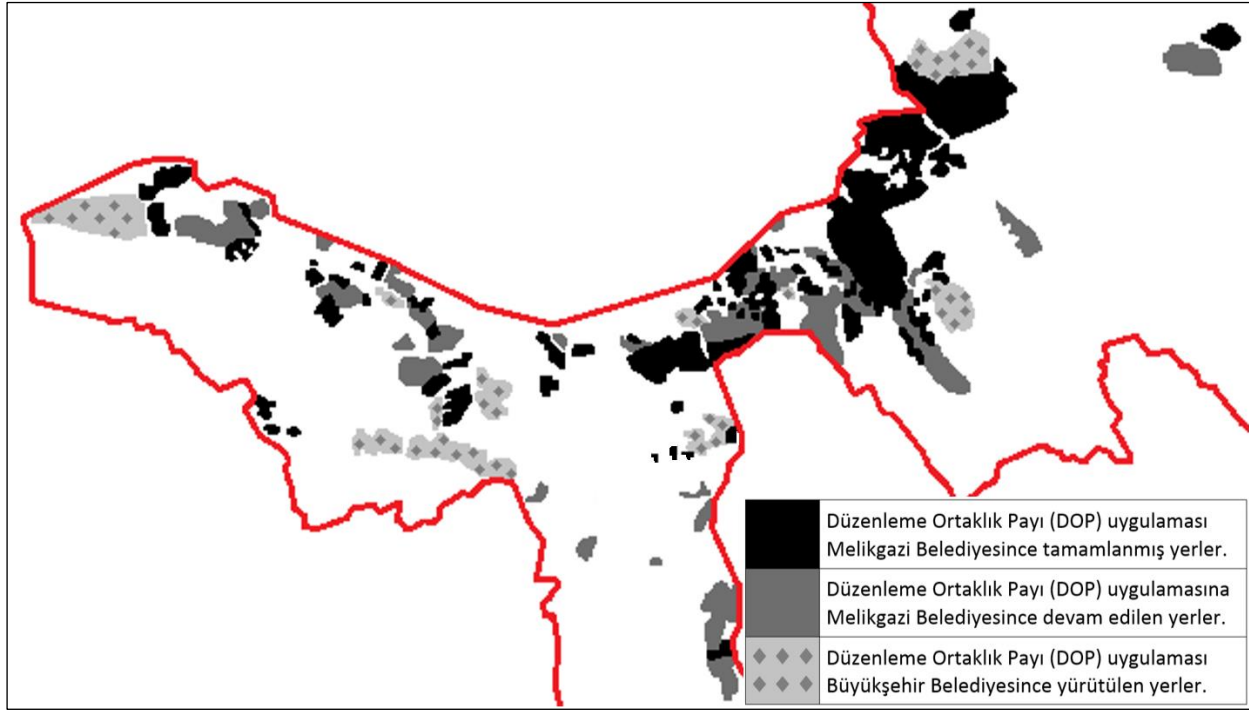 Düzenleme Ortaklık Payı (DOP) uygulaması
Melikgazi Belediyesince tamamlanmış yerler.
Düzenleme Ortaklık Payı (DOP) uygulamasına
Melikgazi Belediyesince devam edilen yerler.
Düzenleme Ortaklık Payı (DOP) uygulaması
Büyükşehir Belediyesince yürütülen yerler.